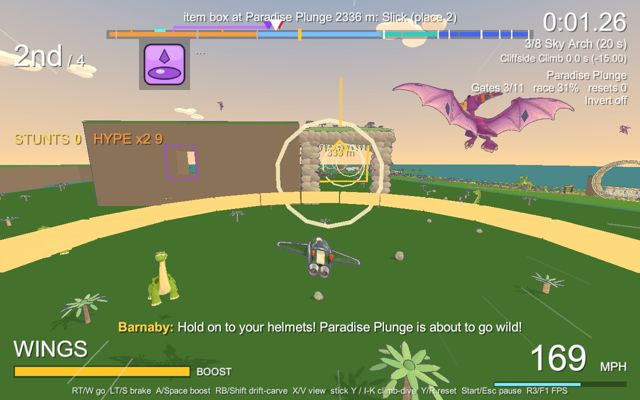 item box at Paradise Plunge 2336 m: Slick (place 2)
0:01.26
2nd / 4
...
3/8 Sky Arch (20 s)
Cliffside Climb 0.0 s (-15.00)
Paradise Plunge
Gates 3/11 race 31% resets 0
Invert off
STUNTS 0 HYPE x2 9
Barnaby: Hold on to your helmets! Paradise Plunge is about to go wild!
WINGS
BOOST
169 MPH
RT/W go LT/S brake A/Space boost RB/Shift drift-carve X/V view stick Y / I-K climb-dive Y/R reset Start/Esc pause R3/F1 FPS